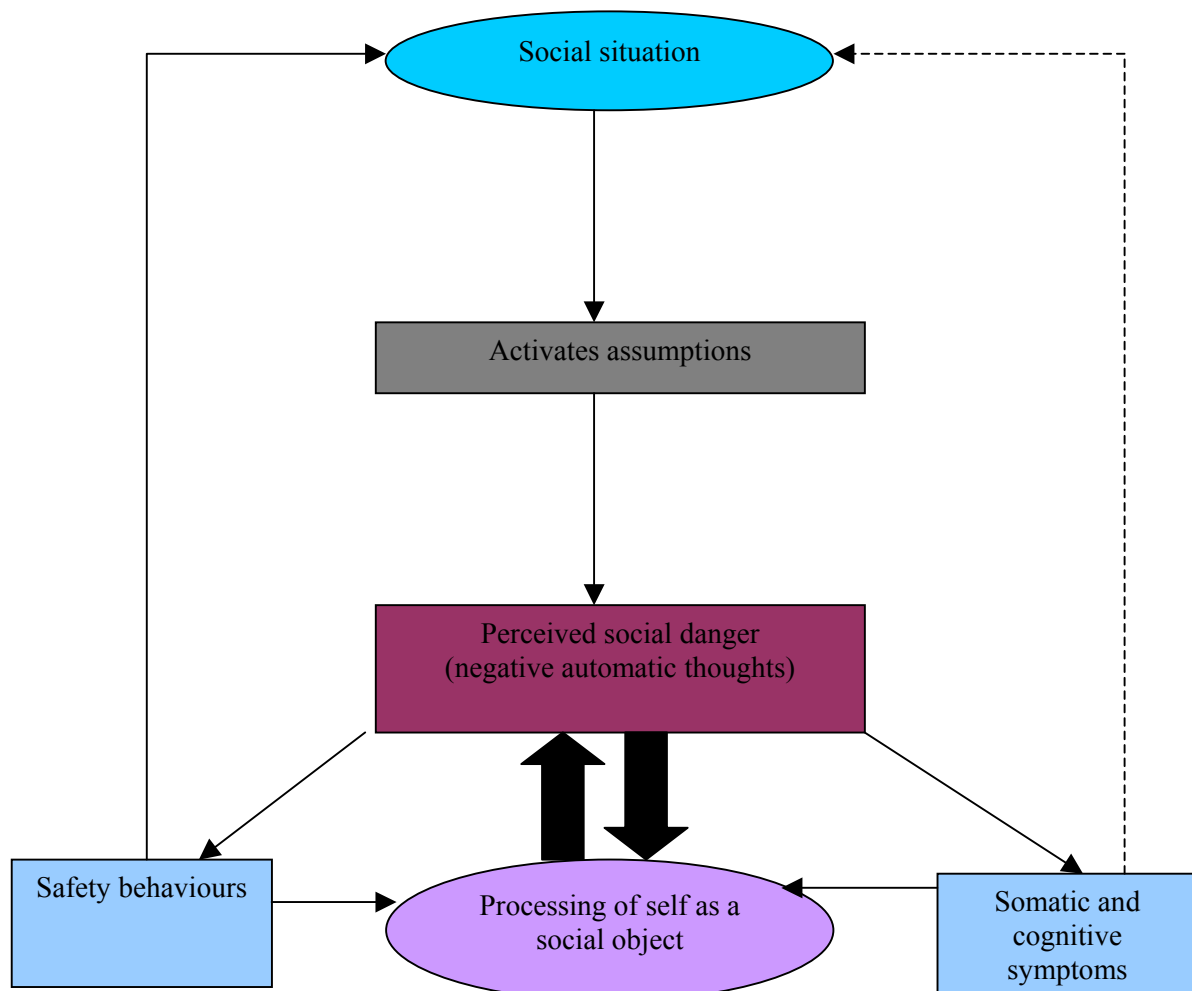 Social situation
Activates assumptions
Perceived social danger
(negative automatic thoughts)
Safety behaviours
Processing of self as a
social object
Somatic and
cognitive
symptoms